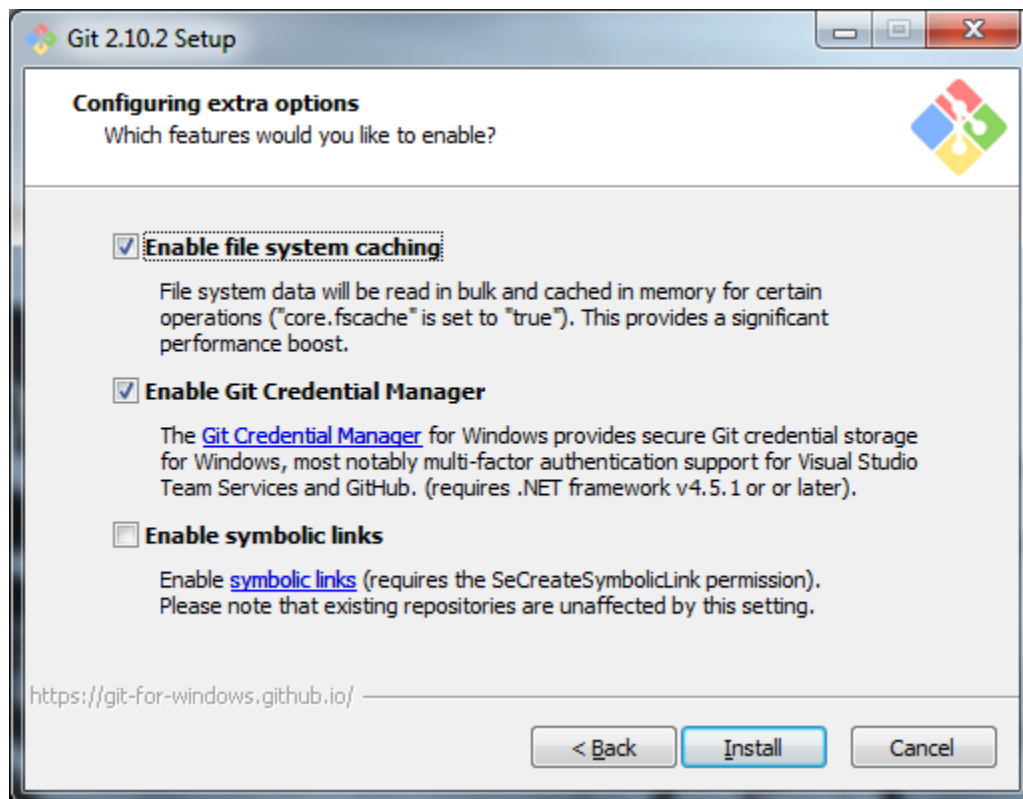 Git 2.10.2 Setup
Configuring extra options
Which features would you like to enable?
Enable file system caching
File system data will be read in bulk and cached in memory for certain
operations ("core.fscache" is set to "true"). This provides a significant
performance boost.
Enable Git Credential Manager
The Git Credential Manager for Windows provides secure Git credential storage
for Windows, most notably multi-factor authentication support for Visual Studio
Team Services and GitHub. (requires .NET framework v4.5.1 or or later).
Enable symbolic links
Enable symbolic links (requires the SeCreateSymbolicLink permission).
Please note that existing repositories are unaffected by this setting.
https://git-for-windows.github.io/
< Back Install Cancel